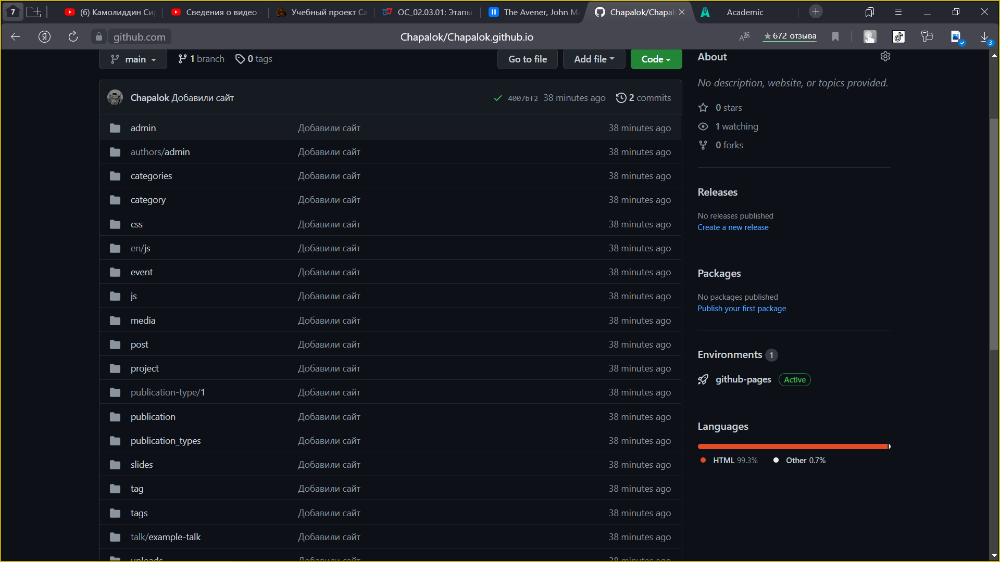 7
(6) Камолиддин Сир
Сведения о видео -
Учебный проект Са
ОС_02.03.01: Этапы
The Avener, John Ma
Chapalok/Chapal
Academic
Я
github.com
Chapalok/Chapalok.github.io
672 отзыва
3
main
1 branch
0 tags
Go to file
Add file
Code
About
No description, website, or topics provided.
Chapalok Добавили сайт
4007bf2 38 minutes ago
2 commits
0 stars
1 watching
0 forks
admin Добавили сайт 38 minutes ago
authors/admin Добавили сайт 38 minutes ago
categories Добавили сайт 38 minutes ago
category Добавили сайт 38 minutes ago
css Добавили сайт 38 minutes ago
en/js Добавили сайт 38 minutes ago
event Добавили сайт 38 minutes ago
js Добавили сайт 38 minutes ago
media Добавили сайт 38 minutes ago
post Добавили сайт 38 minutes ago
project Добавили сайт 38 minutes ago
publication-type/1 Добавили сайт 38 minutes ago
publication Добавили сайт 38 minutes ago
publication_types Добавили сайт 38 minutes ago
slides Добавили сайт 38 minutes ago
tag Добавили сайт 38 minutes ago
tags Добавили сайт 38 minutes ago
talk/example-talk Добавили сайт 38 minutes ago
uploads Добавили сайт 38 minutes ago
Releases
No releases published
Create a new release
Packages
No packages published
Publish your first package
Environments 1
github-pages Active
Languages
HTML 99.3%
Other 0.7%